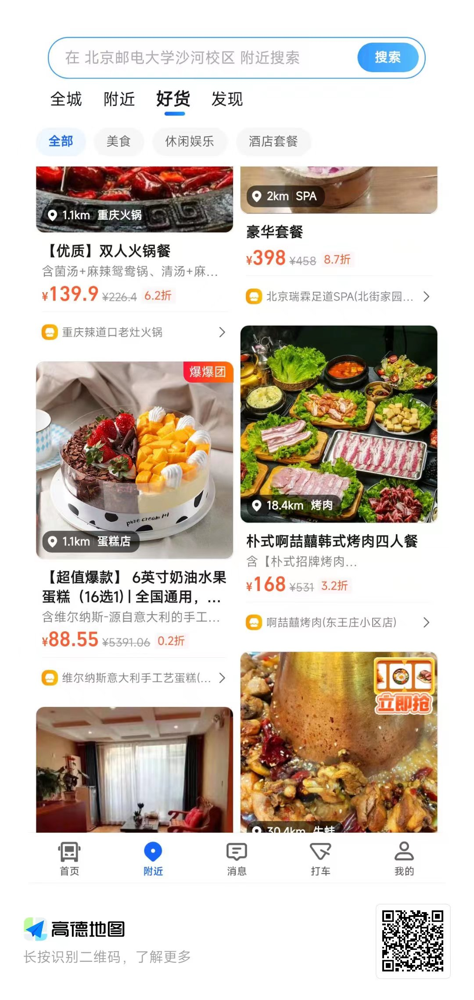 在 北京邮电大学沙河校区 附近搜索
搜索
全城
附近
好货
发现
全部
美食
休闲娱乐
酒店套餐
1.1km 重庆火锅
【优质】双人火锅餐
含菌汤+麻辣鸳鸯锅、清汤+麻...
¥139.9 ¥226.4 6.2折
重庆辣道口老灶火锅
爆爆团
pure cream 1+1
1.1km 蛋糕店
【超值爆款】 6英寸奶油水果
蛋糕（16选1)｜全国通用，...
含维尔纳斯-源自意大利的手工...
¥88.55 ¥5391.06 0.2折
维尔纳斯意大利手工艺蛋糕(...
2km SPA
豪华套餐
¥398 ¥458 8.7折
北京瑞霖足道SPA(北街家园...
18.4km 烤肉
朴式啊喆囍韩式烤肉四人餐
含【朴式招牌烤肉...
¥168 ¥531 3.2折
啊喆囍烤肉(东王庄小区店)
立即抢
30.4km 牛蛙
首页
附近
消息
打车
我的
高德地图
长按识别二维码，了解更多